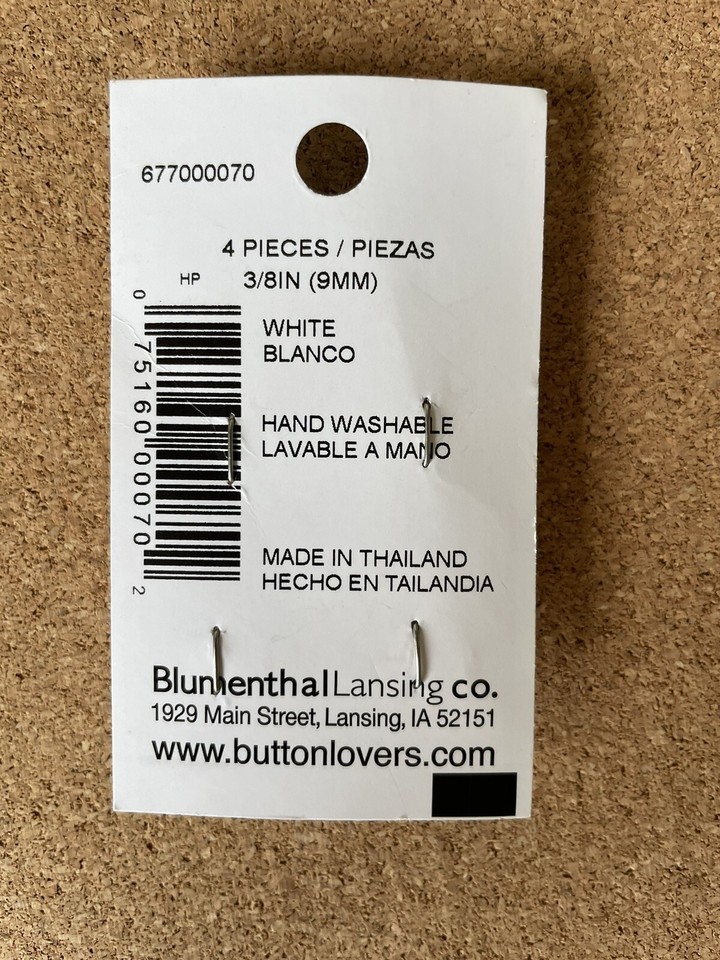 677000070
4 PIECES / PIEZAS
HP 3/8IN (9MM)
WHITE
BLANCO
HAND WASHABLE
LAVABLE A MANO
MADE IN THAILAND
HECHO EN TAILANDIA
0 75160 00070 2
BlumenthalLansing co.
1929 Main Street, Lansing, IA 52151
www.buttonlovers.com